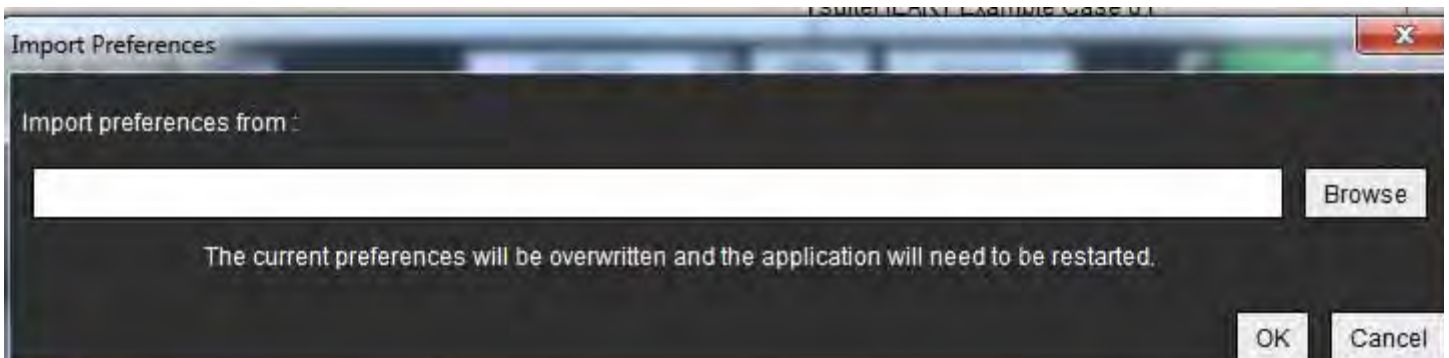 Import Preferences
Import preferences from :
Browse
The current preferences will be overwritten and the application will need to be restarted.
OK
Cancel